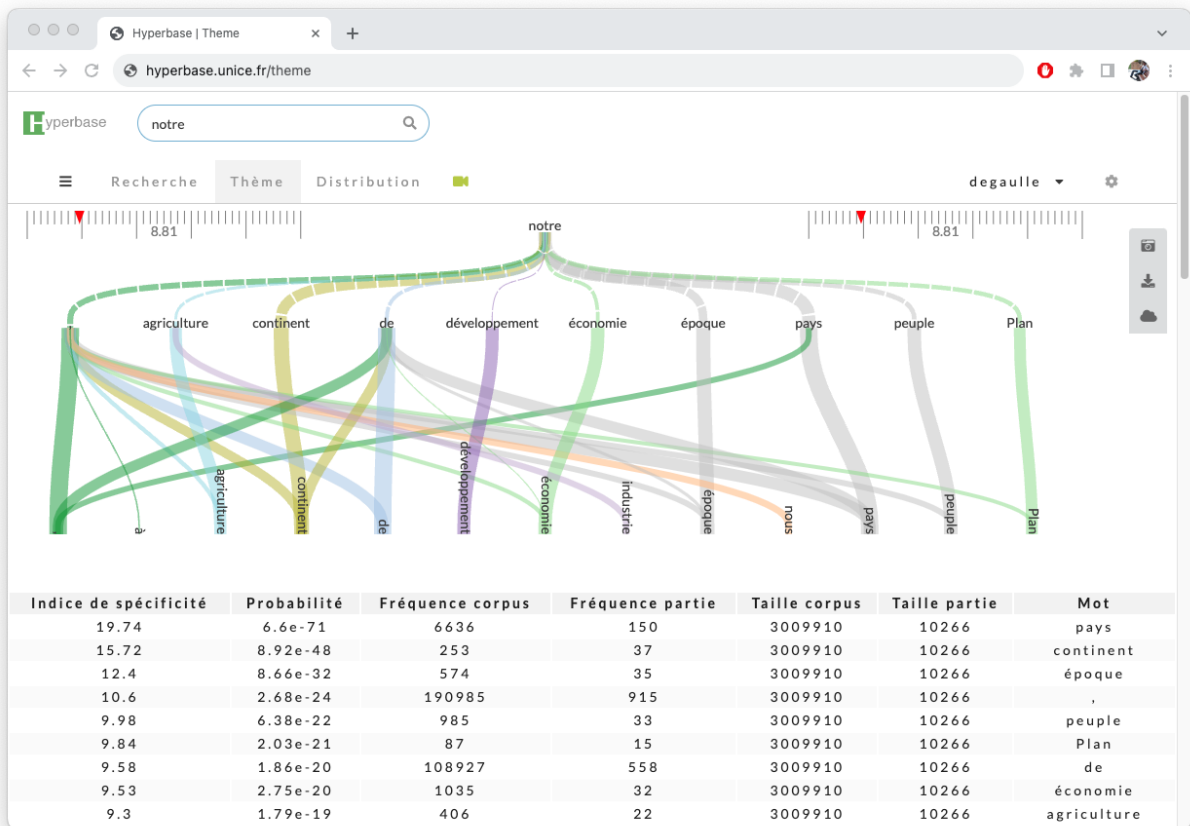 Hyperbase | Theme
hyperbase.unice.fr/theme
Hyperbase
notre
Recherche Thème Distribution degaulle
8.81 8.81
notre
, agriculture continent de développement économie époque pays peuple Plan
, à agriculture continent de développement économie industrie époque nous pays peuple Plan
Indice de spécificité Probabilité Fréquence corpus Fréquence partie Taille corpus Taille partie Mot
19.74 6.6e-71 6636 150 3009910 10266 pays
15.72 8.92e-48 253 37 3009910 10266 continent
12.4 8.66e-32 574 35 3009910 10266 époque
10.6 2.68e-24 190985 915 3009910 10266 ,
9.98 6.38e-22 985 33 3009910 10266 peuple
9.84 2.03e-21 87 15 3009910 10266 Plan
9.58 1.86e-20 108927 558 3009910 10266 de
9.53 2.75e-20 1035 32 3009910 10266 économie
9.3 1.79e-19 406 22 3009910 10266 agriculture